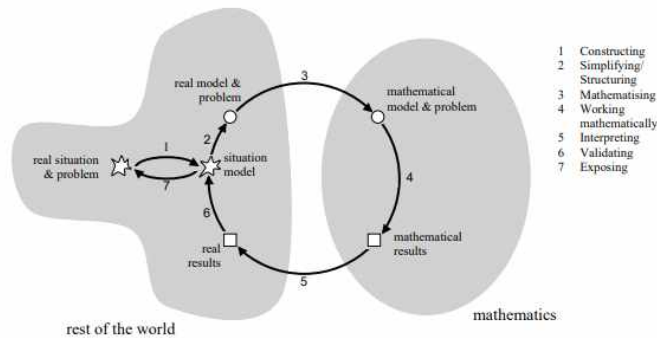 3
real model &
problem
mathematical
model & problem
2
1
real situation
& problem
situation
model
7
4
6
real
results
mathematical
results
5
rest of the world
mathematics
1 Constructing
2 Simplifying/
Structuring
3 Mathematising
4 Working
mathematically
5 Interpreting
6 Validating
7 Exposing